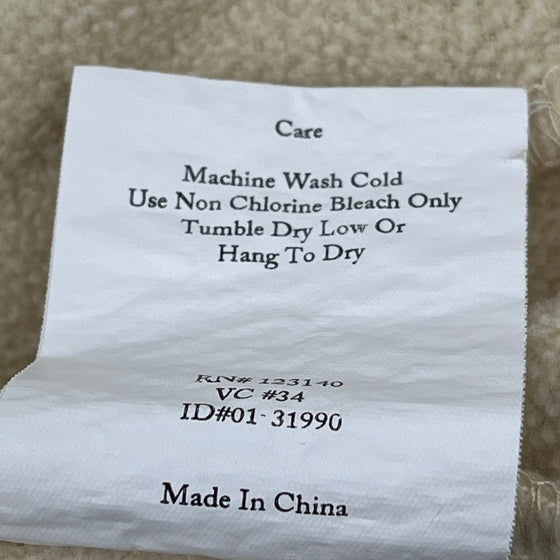 Care
Machine Wash Cold
Use Non Chlorine Bleach Only
Tumble Dry Low Or
Hang To Dry
RN# 123140
VC #34
ID#01-31990
Made In China